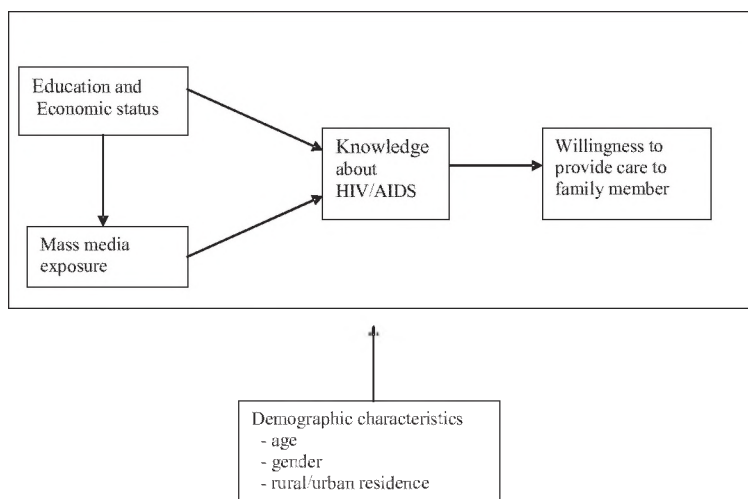 Education and
Economic status
Mass media
exposure
Knowledge
about
HIV/AIDS
Willingness to
provide care to
family member
Demographic characteristics
- age
- gender
- rural/urban residence